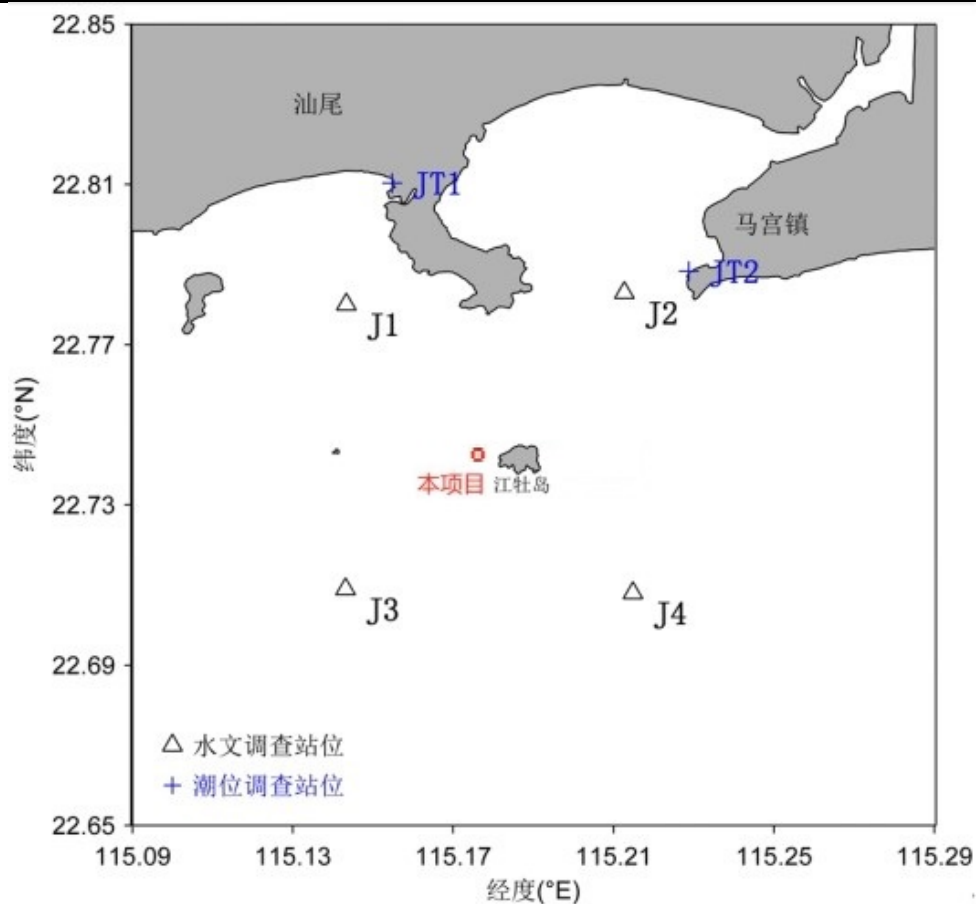 22.85
汕尾
22.81
JT1
马宫镇
JT2
J1
J2
22.77
纬度(°N)
本项目
江牡岛
22.73
J3
J4
22.69
水文调查站位
潮位调查站位
22.65
115.09
115.13
115.17
115.21
115.25
115.29
经度(°E)